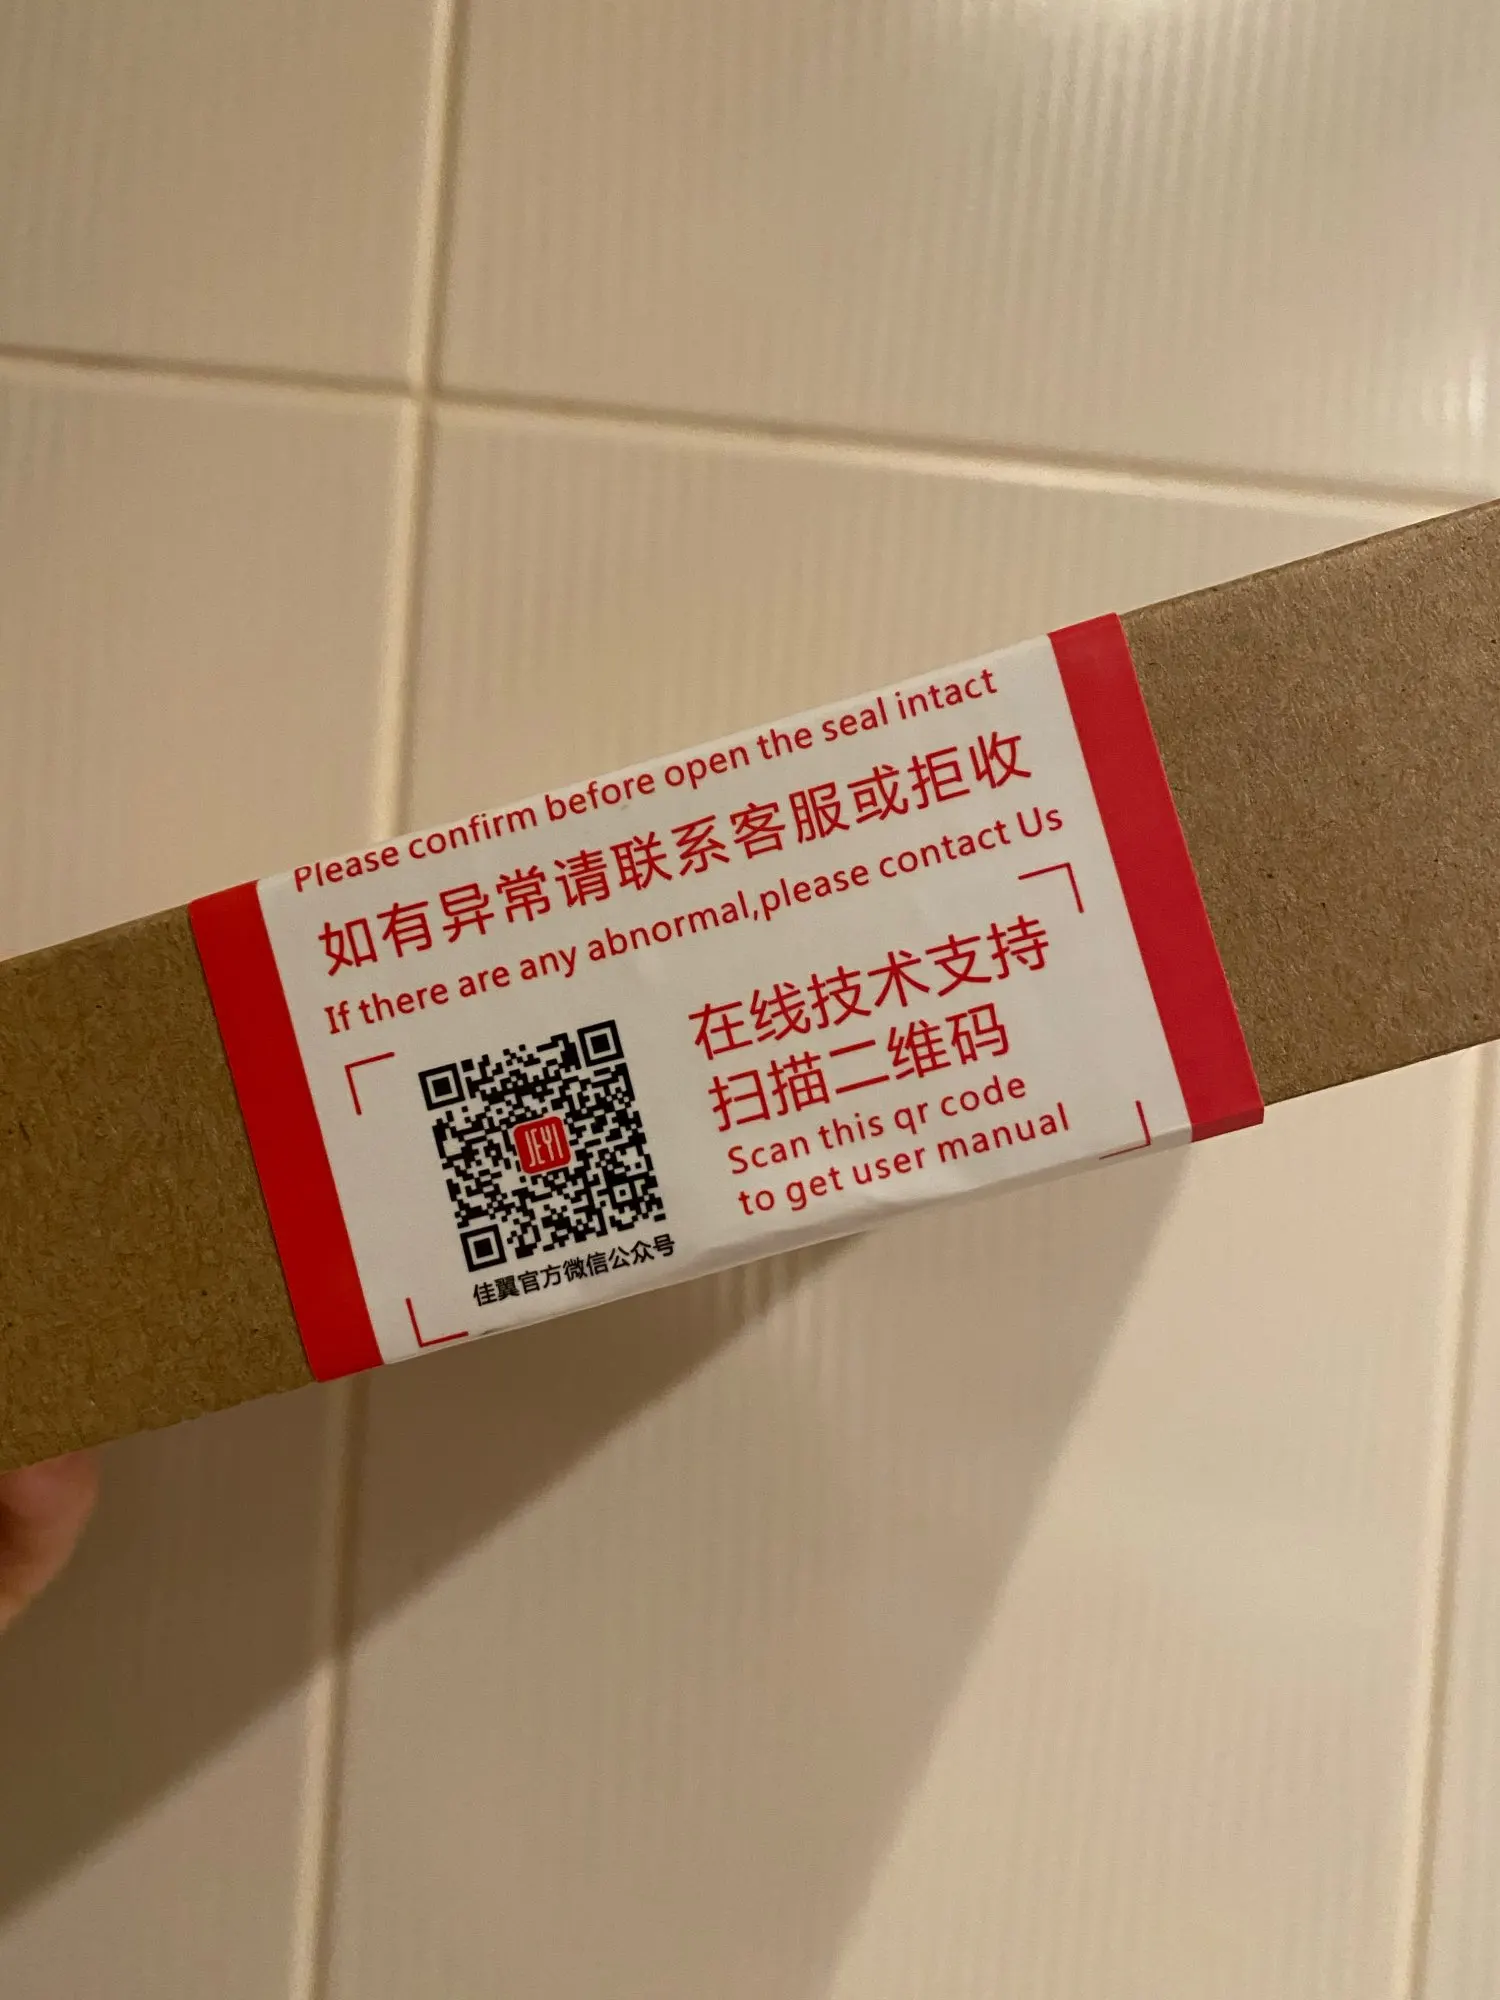 Please confirm before open the seal intact
如有异常请联系客服或拒收
If there are any abnormal,please contact Us
在线技术支持
扫描二维码
Scan this qr code
to get user manual
JEYI
佳翼官方微信公众号